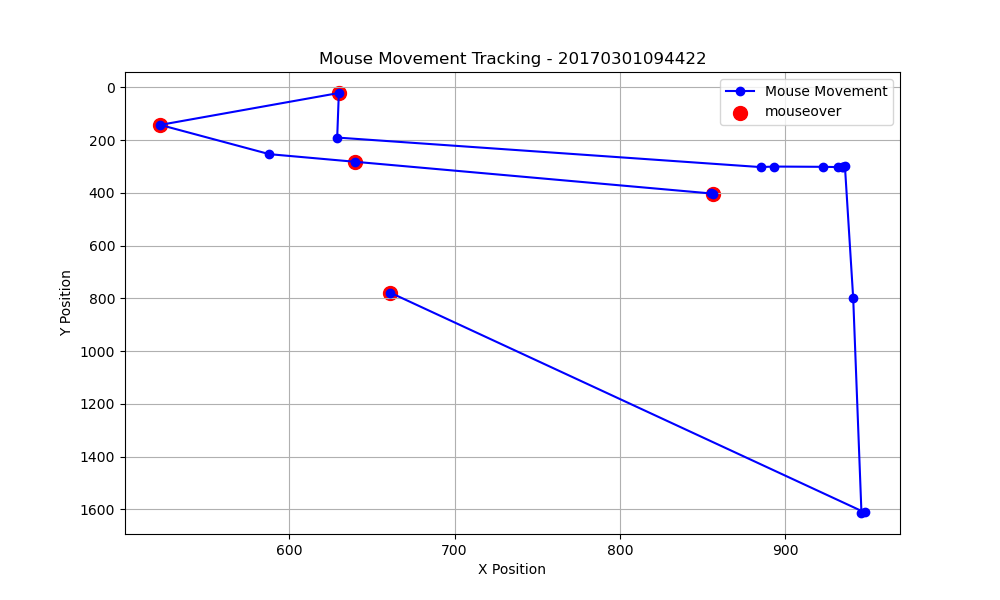 Mouse Movement Tracking - 20170301094422
Mouse Movement
mouseover
0
200
400
600
800
1000
1200
1400
1600
Y Position
600 700 800 900
X Position